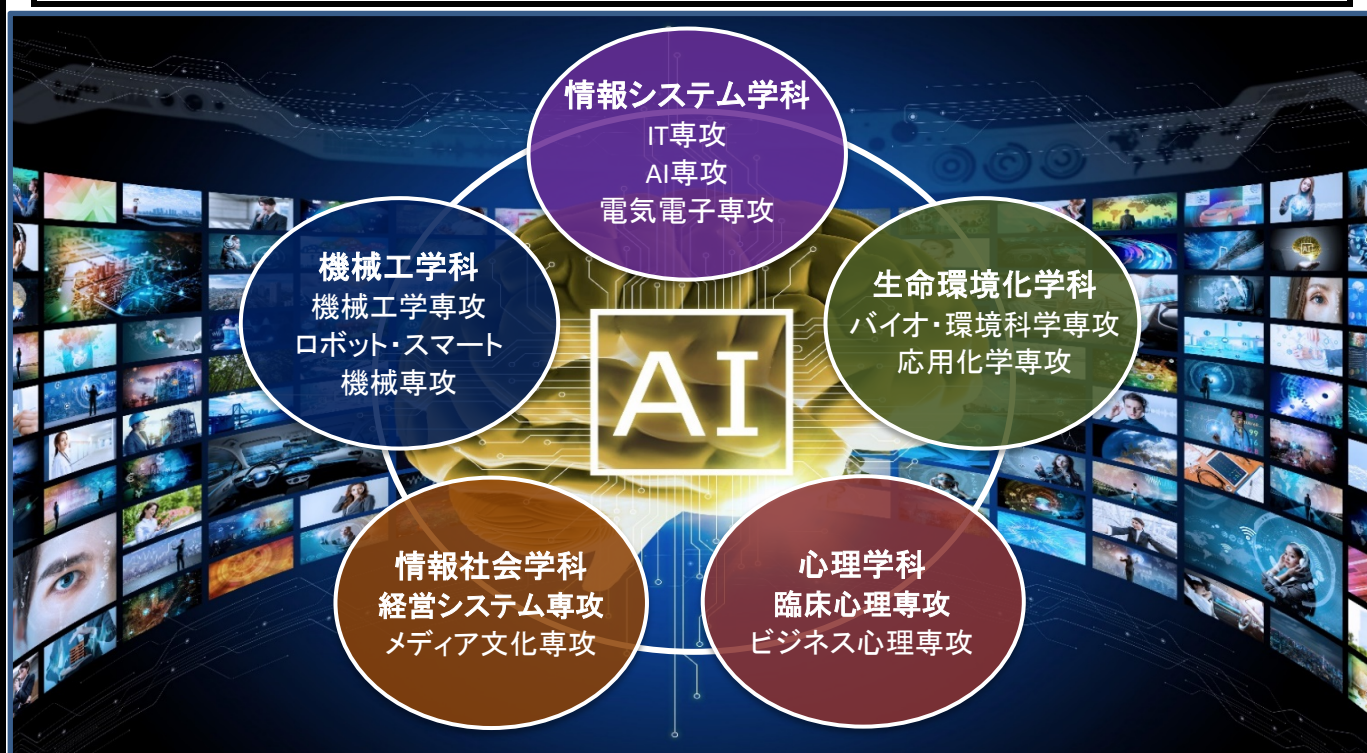 情報システム学科
IT専攻
AI専攻
電気電子専攻
機械工学科
機械工学専攻
ロボット・スマート
機械専攻
生命環境化学科
バイオ・環境科学専攻
応用化学専攻
AI
情報社会学科
経営システム専攻
メディア文化専攻
心理学科
臨床心理専攻
ビジネス心理専攻